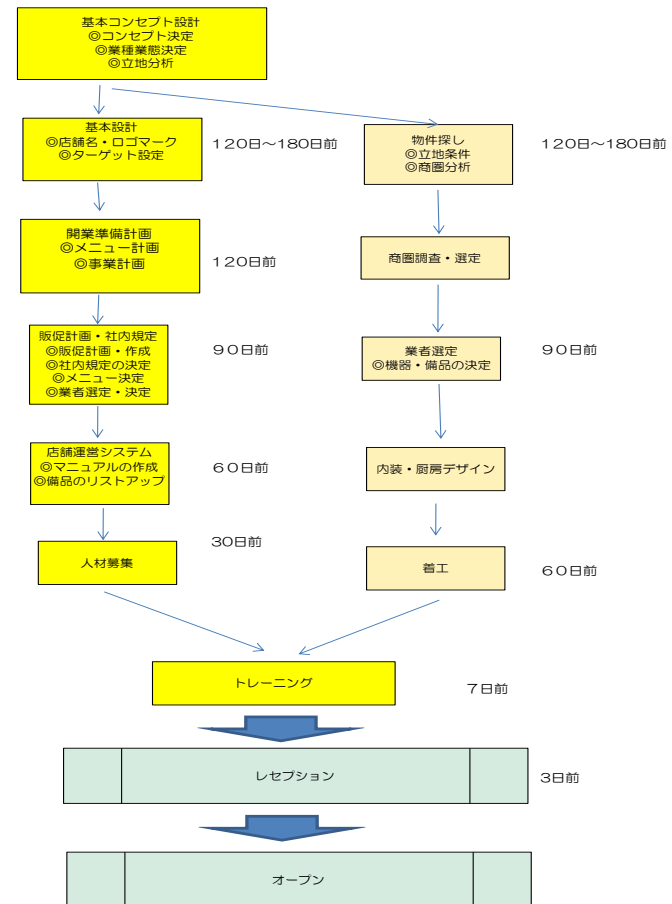 基本コンセプト設計
◎コンセプト決定
◎業種業態決定
◎立地分析
基本設計
◎店舗名・ロゴマーク
◎ターゲット設定
120日～180日前
物件探し
◎立地条件
◎商圏分析
120日～180日前
開業準備計画
◎メニュー計画
◎事業計画
120日前
商圏調査・選定
販促計画・社内規定
◎販促計画・作成
◎社内規定の決定
◎メニュー決定
◎業者選定・決定
90日前
業者選定
◎機器・備品の決定
90日前
店舗運営システム
◎マニュアルの作成
◎備品のリストアップ
60日前
内装・厨房デザイン
30日前
人材募集
着工
60日前
トレーニング
7日前
レセプション
3日前
オープン